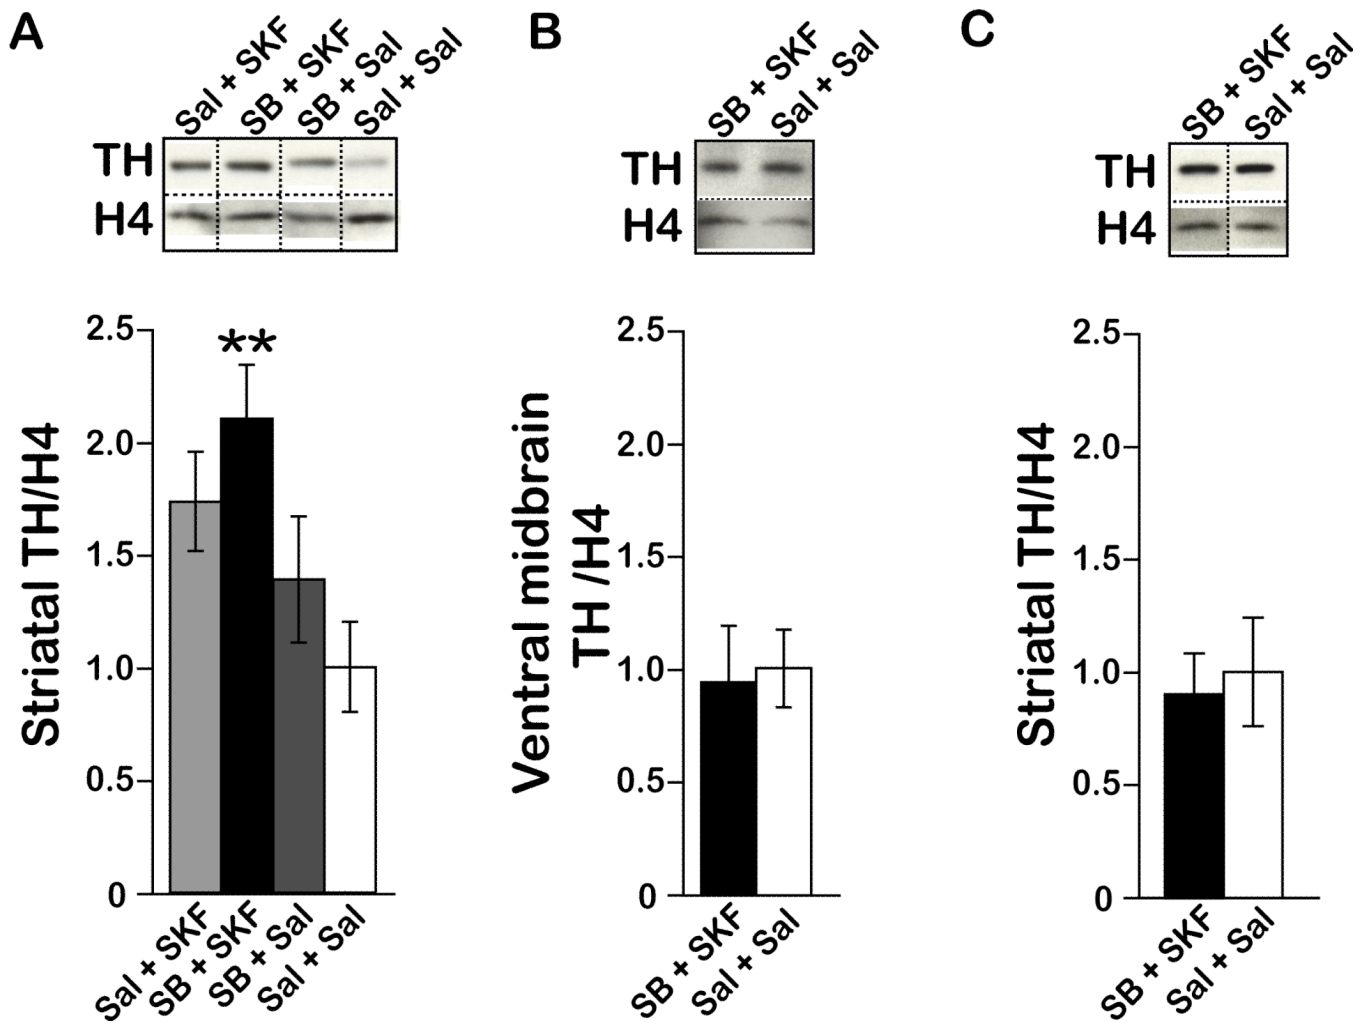 A
Sal + SKF
SB + SKF
SB + Sal
Sal + Sal
TH
H4
2.5
2.0
1.5
1.0
0.5
0
**
Striatal TH/H4
Sal + SKF
SB + SKF
SB + Sal
Sal + Sal
B
SB + SKF
Sal + Sal
TH
H4
2.5
2.0
1.5
1.0
0.5
0
Ventral midbrain
TH /H4
SB + SKF
Sal + Sal
C
SB + SKF
Sal + Sal
TH
H4
2.5
2.0
1.5
1.0
0.5
0
Striatal TH/H4
SB + SKF
Sal + Sal